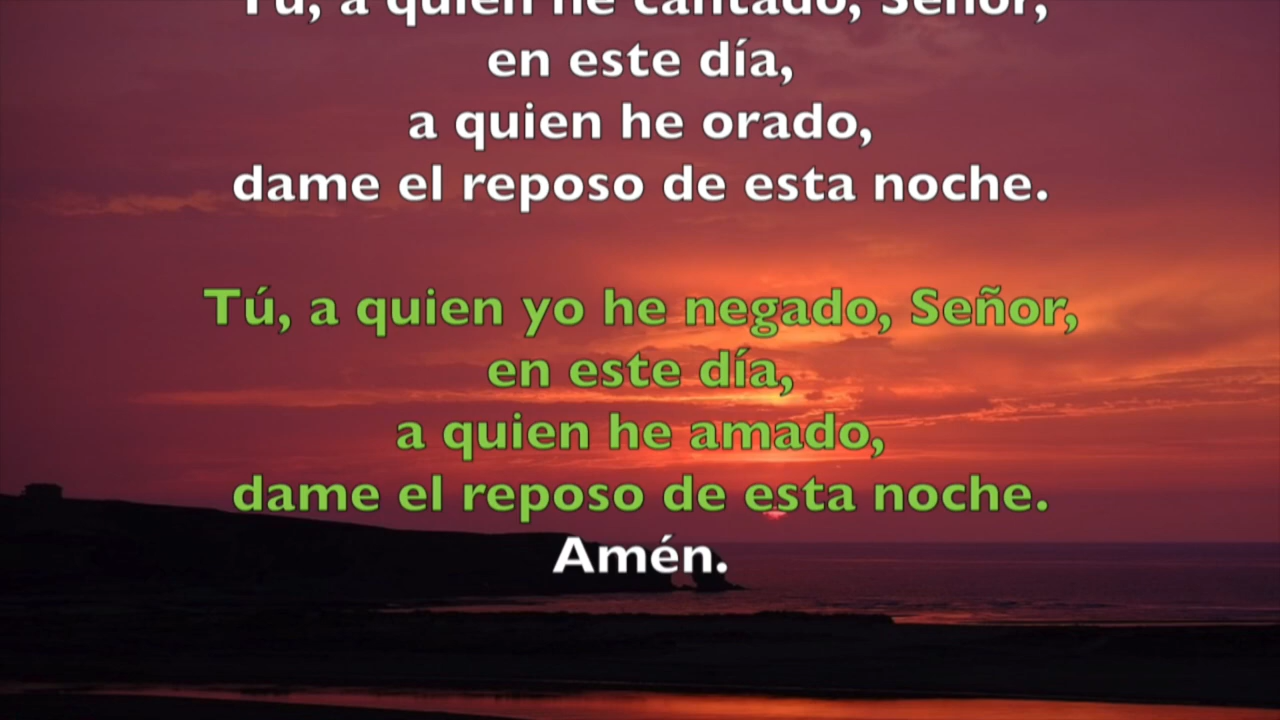 Tú, a quien he cantado, Señor,
en este día,
a quien he orado,
dame el reposo de esta noche.
Tú, a quien yo he negado, Señor,
en este día,
a quien he amado,
dame el reposo de esta noche.
Amén.